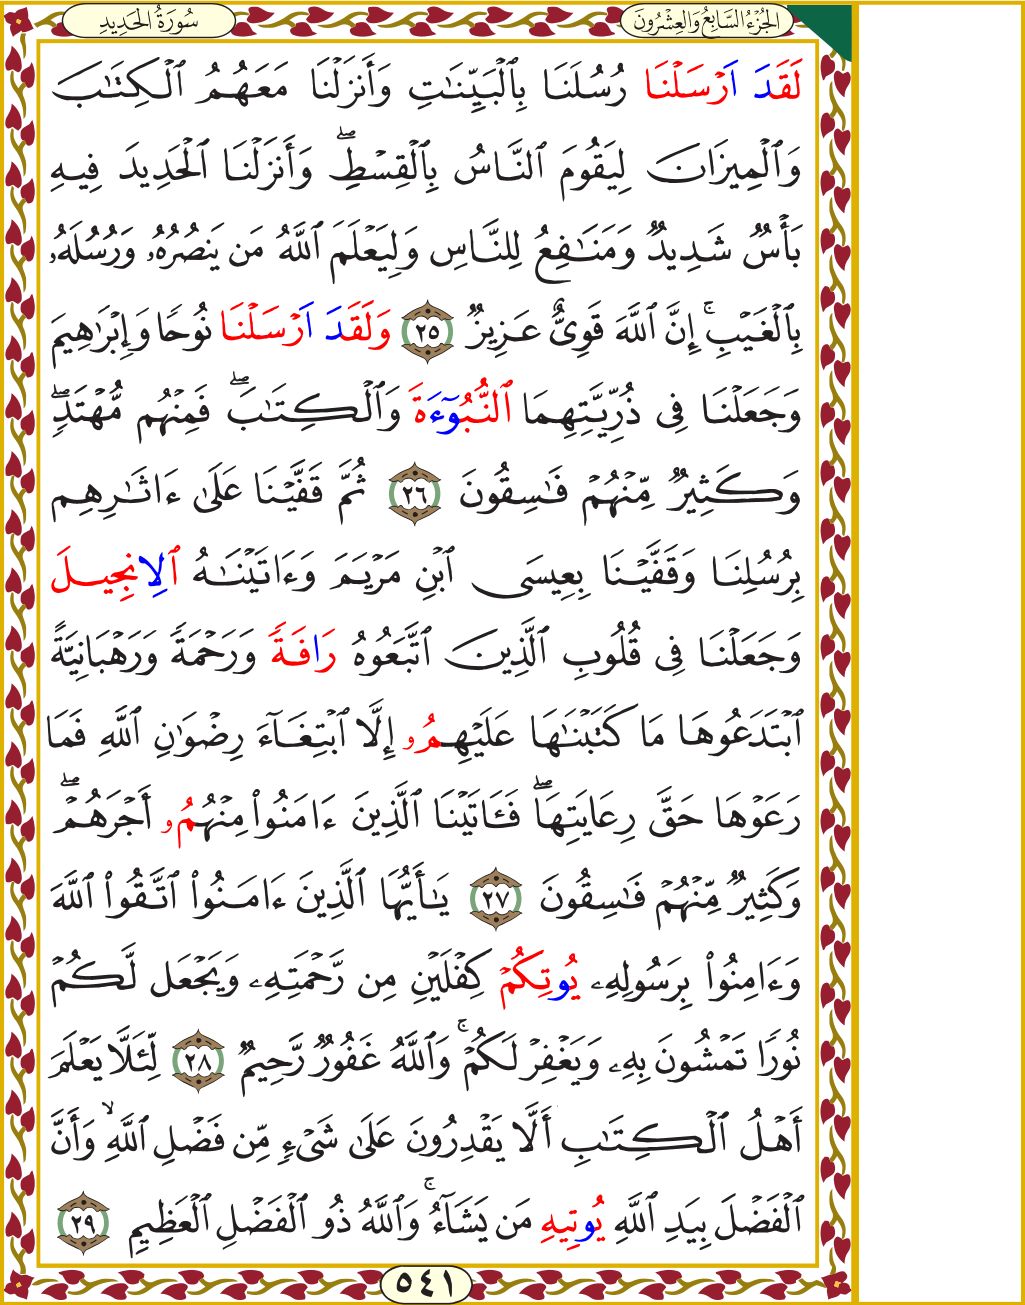 الجُزْءُ السَّابِعُ وَالعِشْرُونَ
سُورَةُ الحَدِيدِ
لَقَدَ اَرْسَلْنَا رُسُلَنَا بِٱلْبَيِّنَٰتِ وَأَنزَلْنَا مَعَهُمُ ٱلْكِتَٰبَ
وَٱلْمِيزَانَ لِيَقُومَ ٱلنَّاسُ بِٱلْقِسْطِۖ وَأَنزَلْنَا ٱلْحَدِيدَ فِيهِ
بَأْسٌ شَدِيدٌ وَمَنَٰفِعُ لِلنَّاسِ وَلِيَعْلَمَ ٱللَّهُ مَن يَنصُرُهُۥ وَرُسُلَهُۥ
بِٱلْغَيْبِۚ إِنَّ ٱللَّهَ قَوِىٌّ عَزِيزٌ ٢٥ وَلَقَدَ اَرْسَلْنَا نُوحًا وَإِبْرَٰهِيمَ
وَجَعَلْنَا فِى ذُرِّيَّتِهِمَا ٱلنُّبُوٓءَةَ وَٱلْكِتَٰبَۖ فَمِنْهُم مُّهْتَدٍۖ
وَكَثِيرٌ مِّنْهُمْ فَٰسِقُونَ ٢٦ ثُمَّ قَفَّيْنَا عَلَىٰ ءَاثَٰرِهِم
بِرُسُلِنَا وَقَفَّيْنَا بِعِيسَى ٱبْنِ مَرْيَمَ وَءَاتَيْنَٰهُ ٱلِانجِيلَ
وَجَعَلْنَا فِى قُلُوبِ ٱلَّذِينَ ٱتَّبَعُوهُ رَافَةً وَرَحْمَةً وَرَهْبَانِيَّةً
ٱبْتَدَعُوهَا مَا كَتَبْنَٰهَا عَلَيْهِمُۥ إِلَّا ٱبْتِغَآءَ رِضْوَٰنِ ٱللَّهِ فَمَا
رَعَوْهَا حَقَّ رِعَايَتِهَاۖ فَـَٔاتَيْنَا ٱلَّذِينَ ءَامَنُوا۟ مِنْهُمُۥ أَجْرَهُمْۖ
وَكَثِيرٌ مِّنْهُمْ فَٰسِقُونَ ٢٧ يَٰٓأَيُّهَا ٱلَّذِينَ ءَامَنُوا۟ ٱتَّقُوا۟ ٱللَّهَ
وَءَامِنُوا۟ بِرَسُولِهِۦ يُوتِكُمْ كِفْلَيْنِ مِن رَّحْمَتِهِۦ وَيَجْعَل لَّكُمْ
نُورًا تَمْشُونَ بِهِۦ وَيَغْفِرْ لَكُمْۚ وَٱللَّهُ غَفُورٌ رَّحِيمٌ ٢٨ لِّئَلَّا يَعْلَمَ
أَهْلُ ٱلْكِتَٰبِ أَلَّا يَقْدِرُونَ عَلَىٰ شَىْءٍ مِّن فَضْلِ ٱللَّهِۙ وَأَنَّ
ٱلْفَضْلَ بِيَدِ ٱللَّهِ يُوتِيهِ مَن يَشَآءُۚ وَٱللَّهُ ذُو ٱلْفَضْلِ ٱلْعَظِيمِ ٢٩
٥٤١